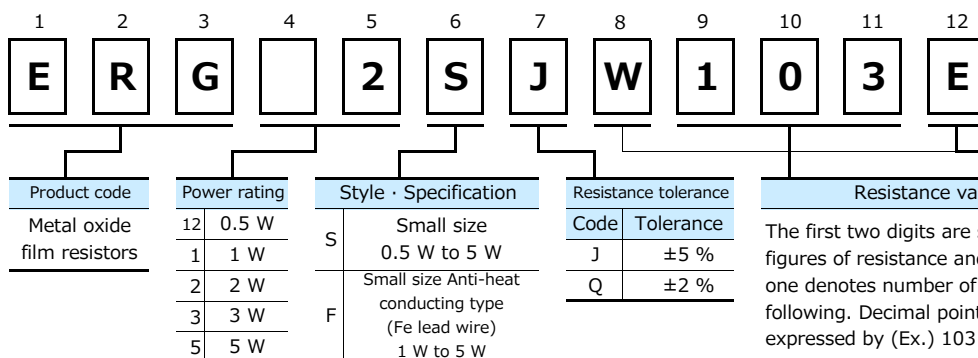 1 2 3 4 5 6 7 8 9 10 11 12
E R G 2 S J W 1 0 3 E
Product code
Metal oxide
film resistors
Power rating
12 0.5 W
1 1 W
2 2 W
3 3 W
5 5 W
Style · Specification
S Small size
0.5 W to 5 W
F Small size Anti-heat
conducting type
(Fe lead wire)
1 W to 5 W
Resistance tolerance
Code Tolerance
J ±5 %
Q ±2 %
Resistance va
The first two digits are
figures of resistance and
one denotes number of
following. Decimal point
expressed by (Ex.) 103